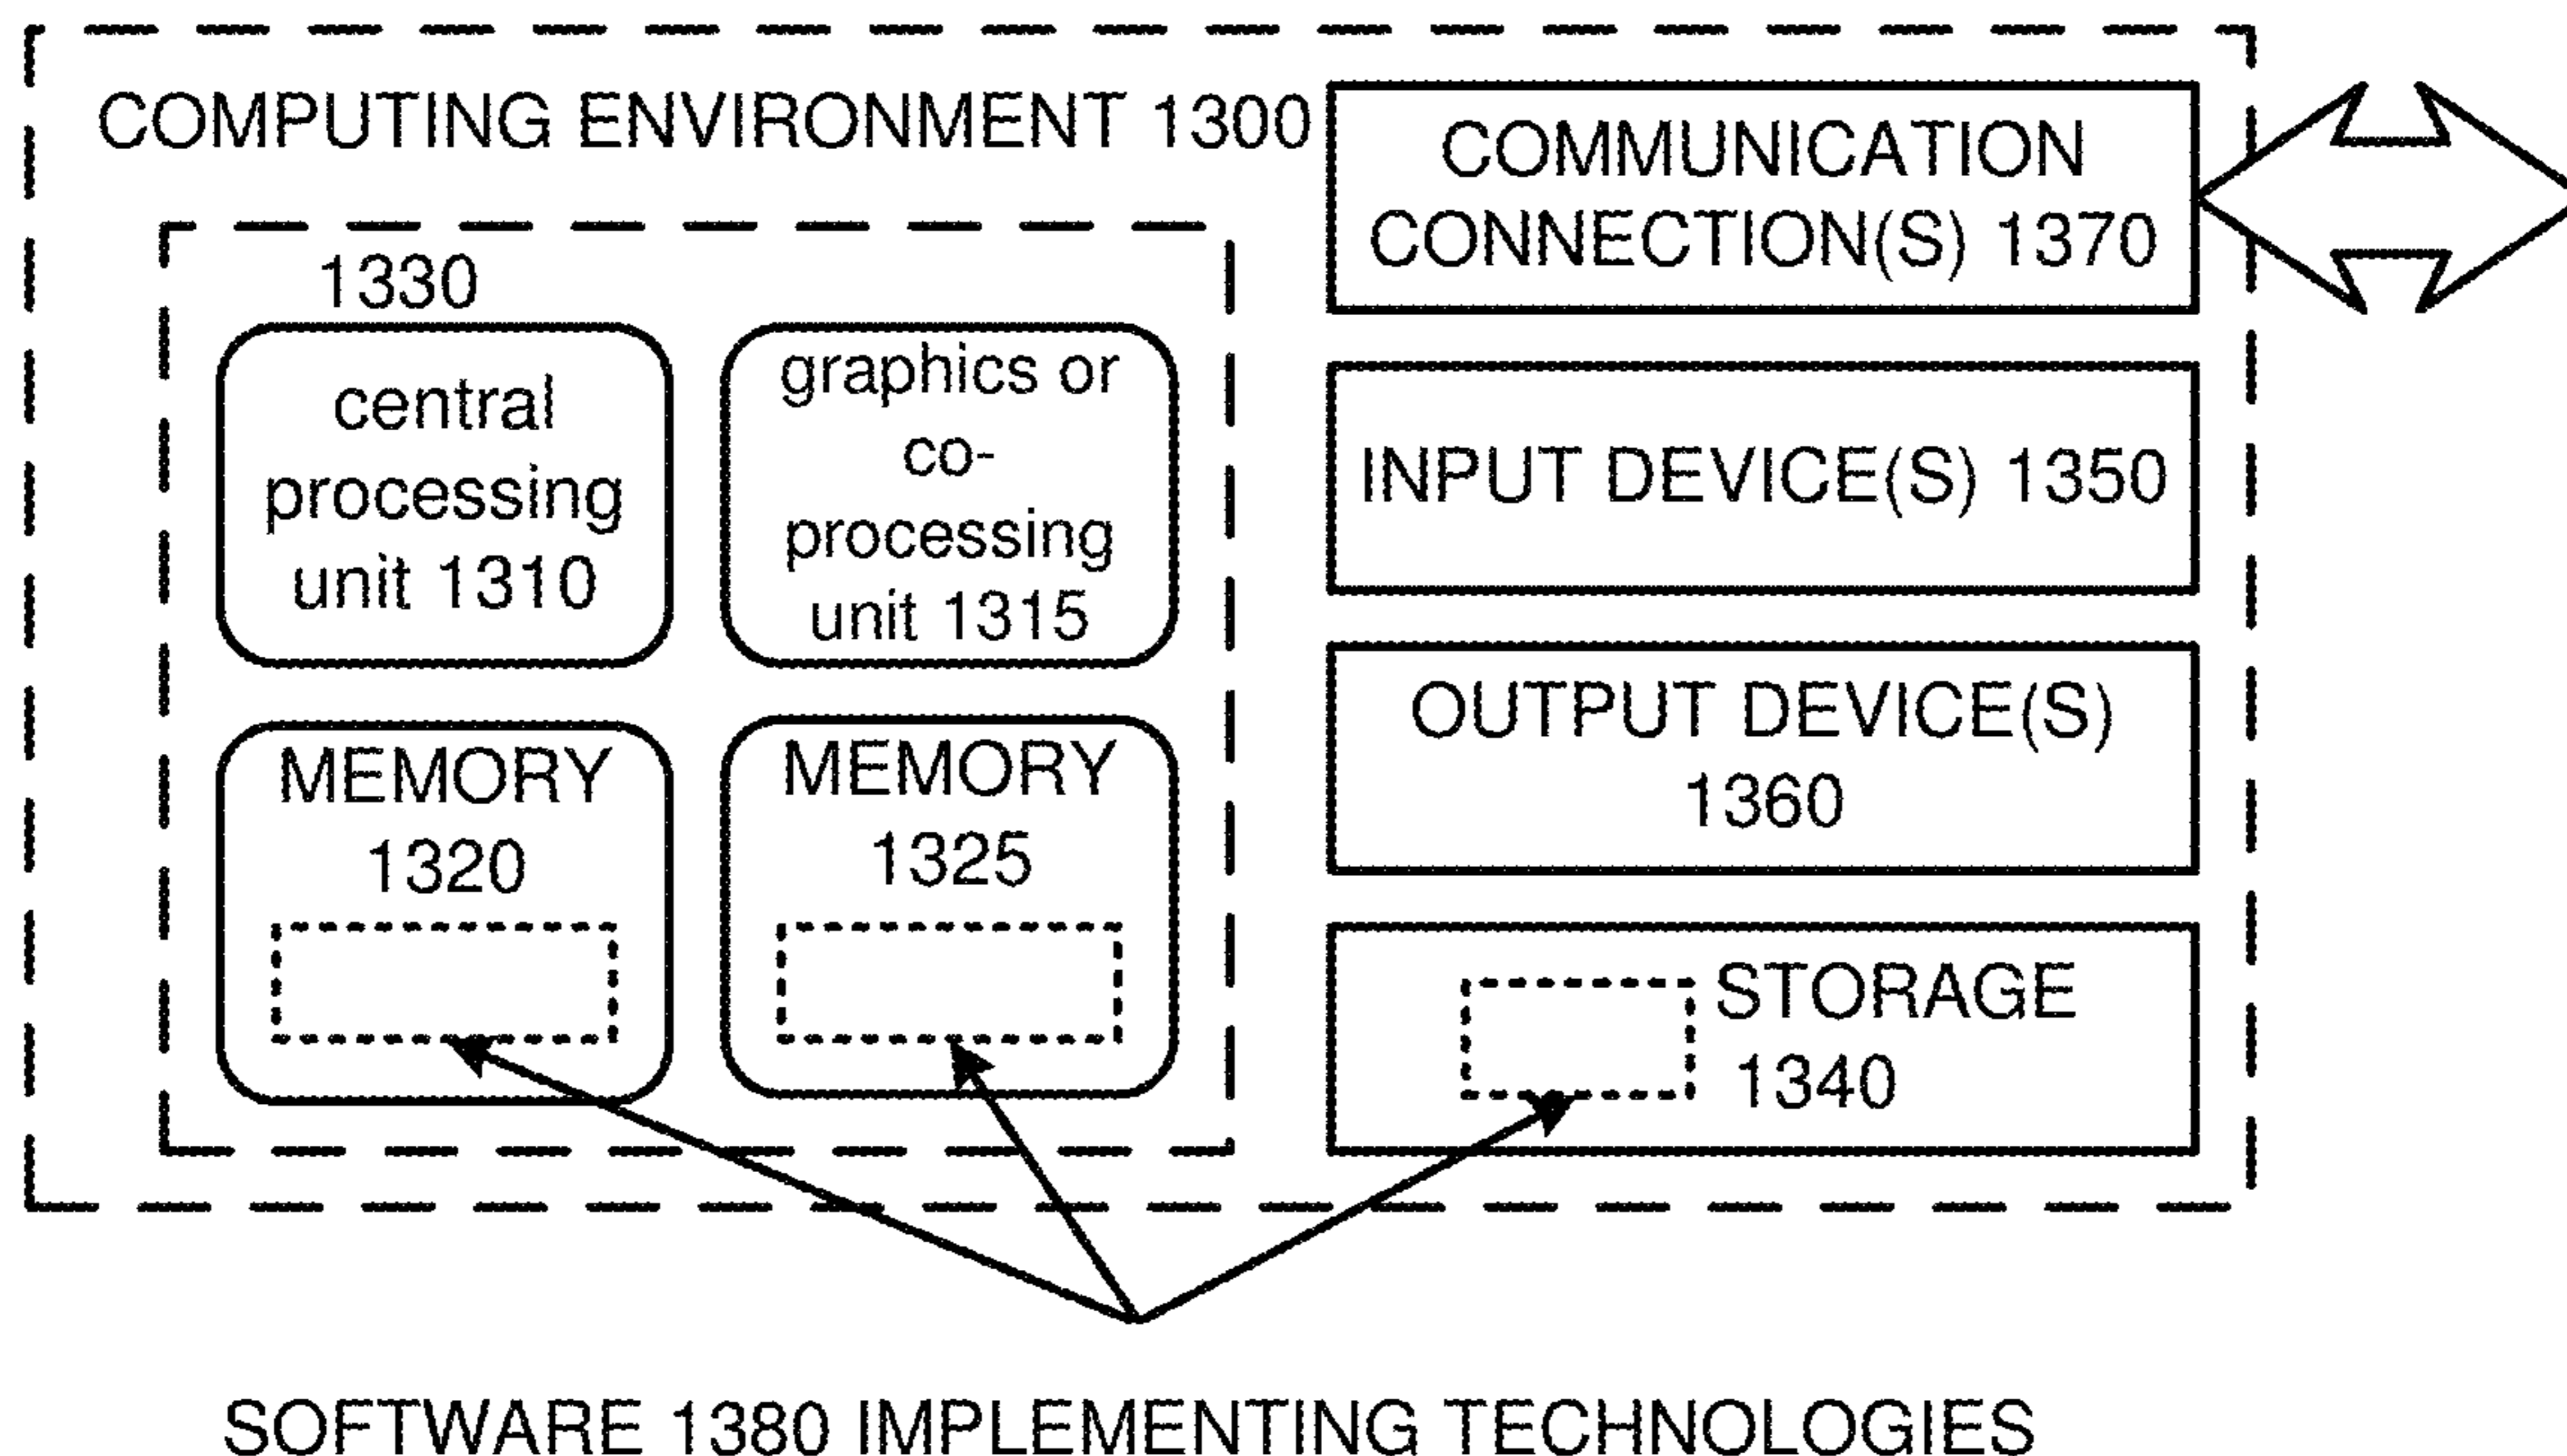 COMPUTING ENVIRONMENT 1300
1330
central
processing
unit 1310
graphics or
co-
processing
unit 1315
MEMORY
1320
MEMORY
1325
COMMUNICATION
CONNECTION(S) 1370
INPUT DEVICE(S) 1350
OUTPUT DEVICE(S)
1360
STORAGE
1340
SOFTWARE 1380 IMPLEMENTING TECHNOLOGIES